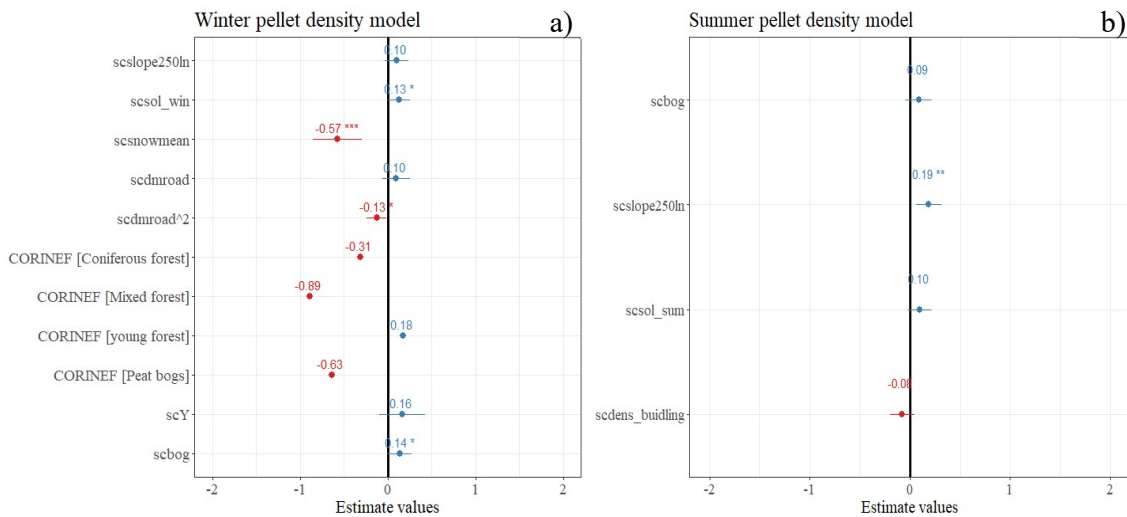 Winter pellet density model a)
scslope250ln 0.10
scsol_win 0.13 *
scsnowmean -0.57 ***
scdmroad 0.10
scdmroad^2 -0.13 *
CORINEF [Coniferous forest] -0.31
CORINEF [Mixed forest] -0.89
CORINEF [young forest] 0.18
CORINEF [Peat bogs] -0.63
scY 0.16
scbog 0.14 *
-2 -1 0 1 2
Estimate values
Summer pellet density model b)
scbog 0.09
scslope250ln 0.19 **
scsol_sum 0.10
scdens_buidling -0.08
-2 -1 0 1 2
Estimate values